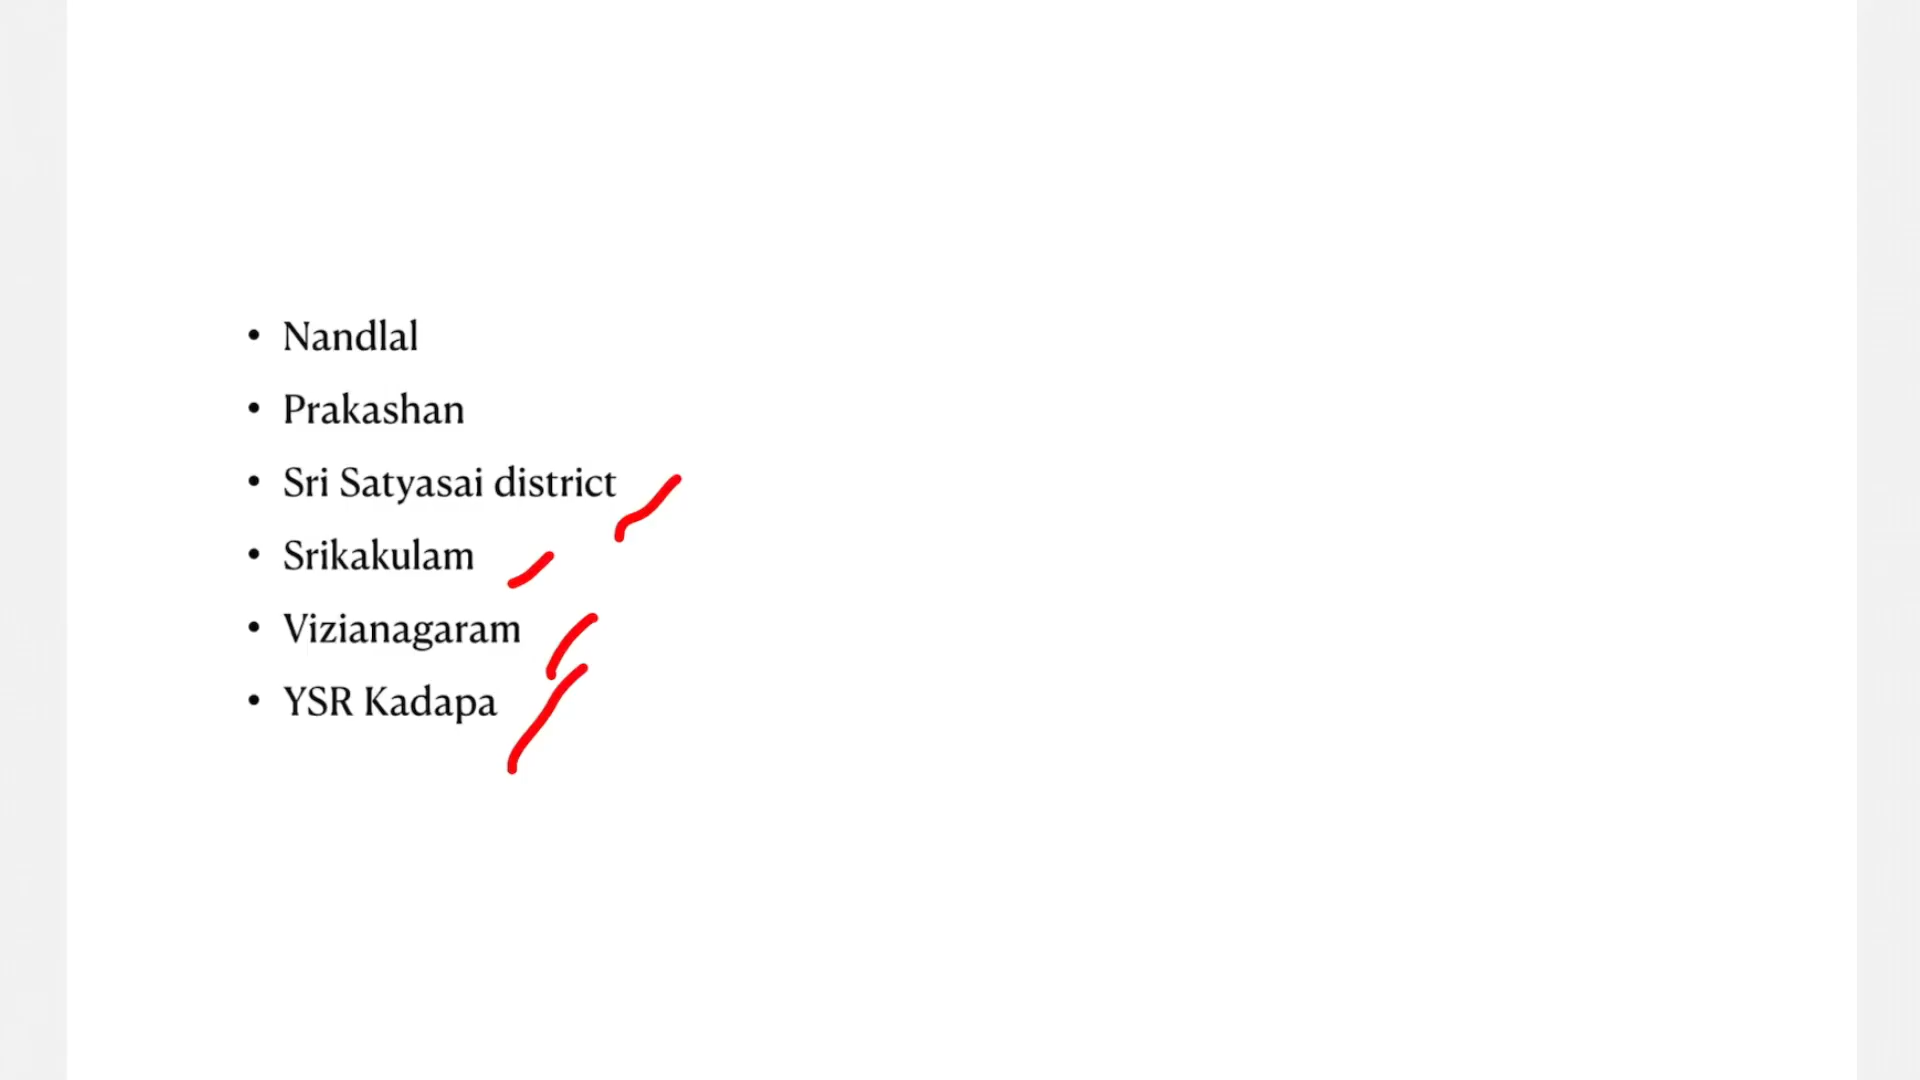 • Nandlal
• Prakashan
• Sri Satyasai district
• Srikakulam
• Vizianagaram
• YSR Kadapa